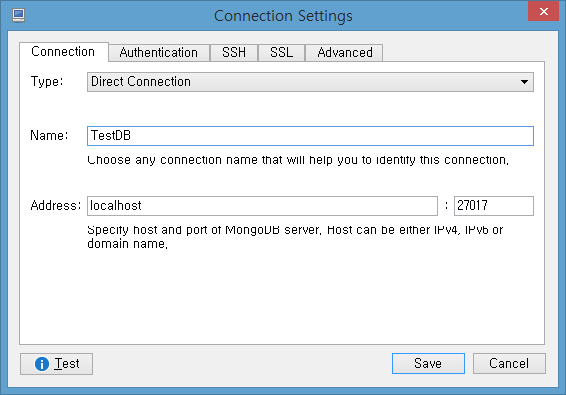 Connection Settings
Connection Authentication SSH SSL Advanced
Type: Direct Connection
Name: TestDB
Choose any connection name that will help you to identify this connection.
Address: localhost : 27017
Specify host and port of MongoDB server. Host can be either IPv4, IPv6 or
domain name.
Test Save Cancel